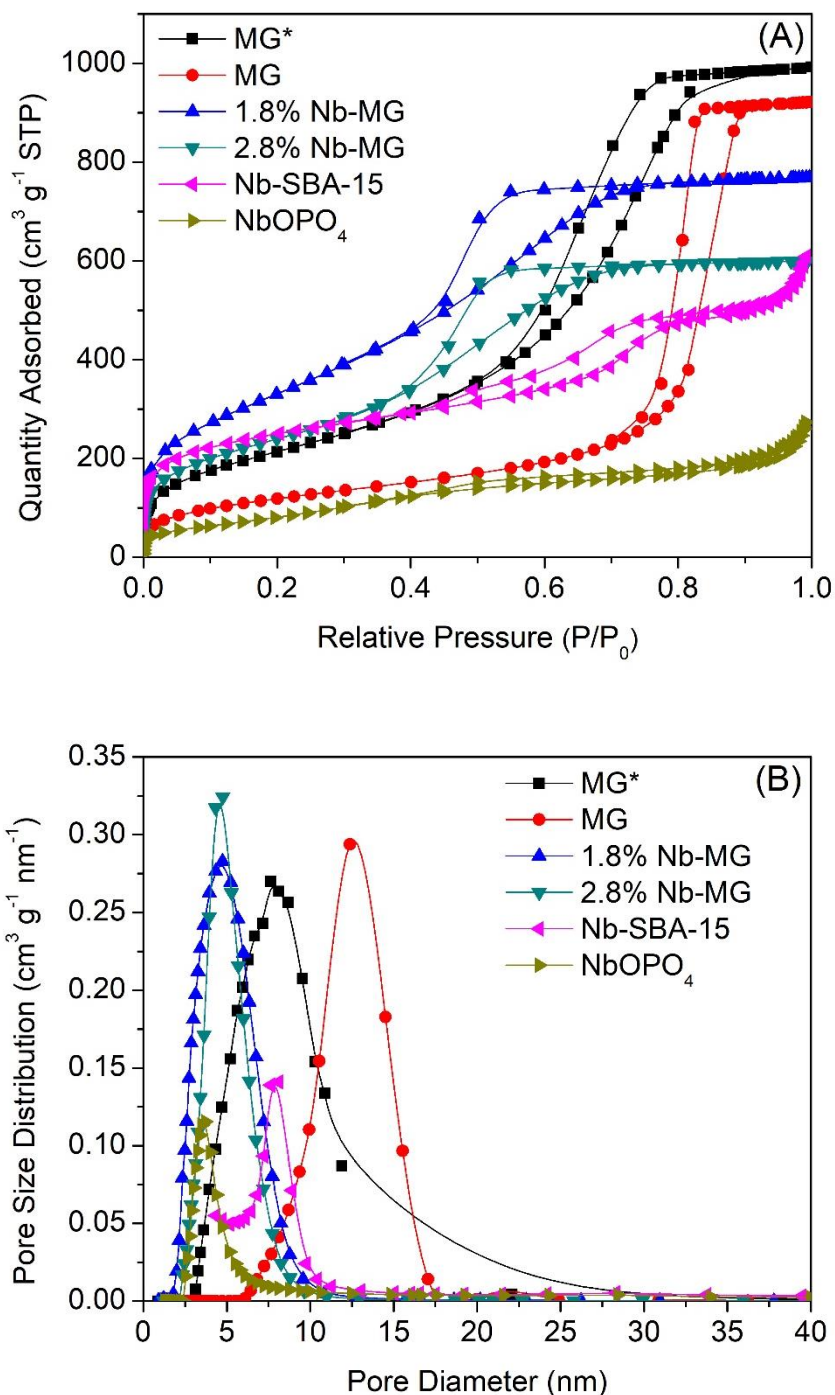 (A)
MG*
MG
1.8% Nb-MG
2.8% Nb-MG
Nb-SBA-15
NbOPO₄
Quantity Adsorbed (cm³ g⁻¹ STP)
1000
800
600
400
200
0
0.0 0.2 0.4 0.6 0.8 1.0
Relative Pressure (P/P₀)
(B)
MG*
MG
1.8% Nb-MG
2.8% Nb-MG
Nb-SBA-15
NbOPO₄
Pore Size Distribution (cm³ g⁻¹ nm⁻¹)
0.35
0.30
0.25
0.20
0.15
0.10
0.05
0.00
0 5 10 15 20 25 30 35 40
Pore Diameter (nm)